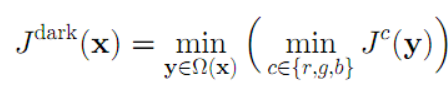 J^dark(x) = min_{y∈Ω(x)} ( min_{c∈{r,g,b}} J^c(y) )